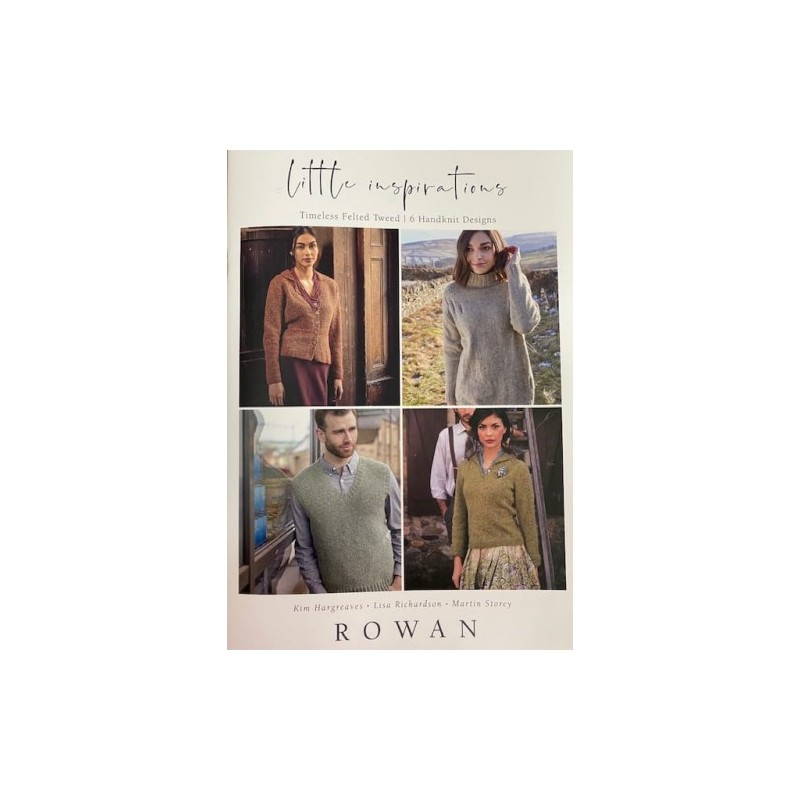 little inspirations
Timeless Felted Tweed | 6 Handknit Designs
Kim Hargreaves • Lisa Richardson • Martin Storey
ROWAN